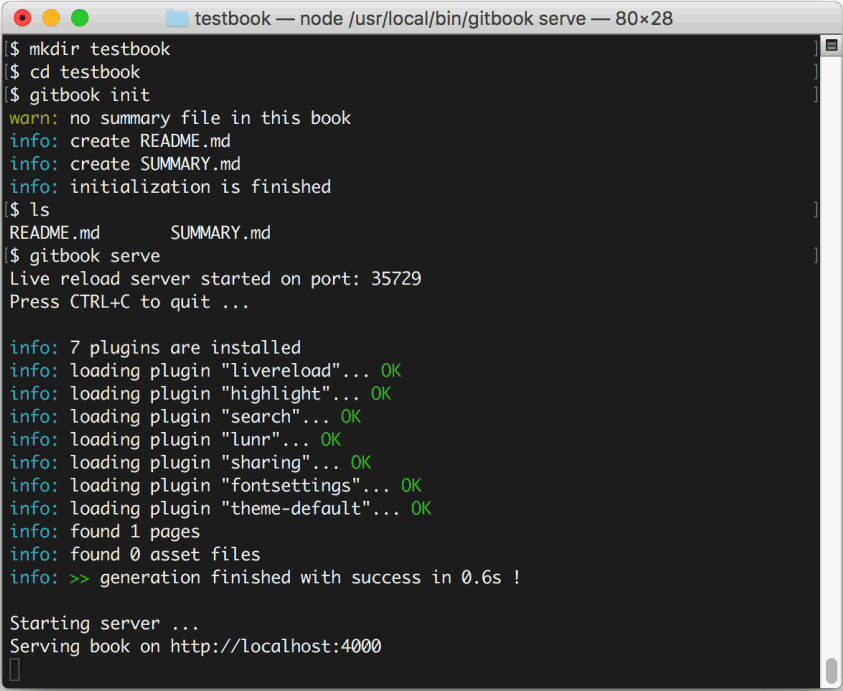 testbook — node /usr/local/bin/gitbook serve — 80×28
[$ mkdir testbook ]
[$ cd testbook ]
[$ gitbook init ]
warn: no summary file in this book
info: create README.md
info: create SUMMARY.md
info: initialization is finished
[$ ls ]
README.md       SUMMARY.md
[$ gitbook serve ]
Live reload server started on port: 35729
Press CTRL+C to quit ...

info: 7 plugins are installed
info: loading plugin "livereload"... OK
info: loading plugin "highlight"... OK
info: loading plugin "search"... OK
info: loading plugin "lunr"... OK
info: loading plugin "sharing"... OK
info: loading plugin "fontsettings"... OK
info: loading plugin "theme-default"... OK
info: found 1 pages
info: found 0 asset files
info: >> generation finished with success in 0.6s !

Starting server ...
Serving book on http://localhost:4000